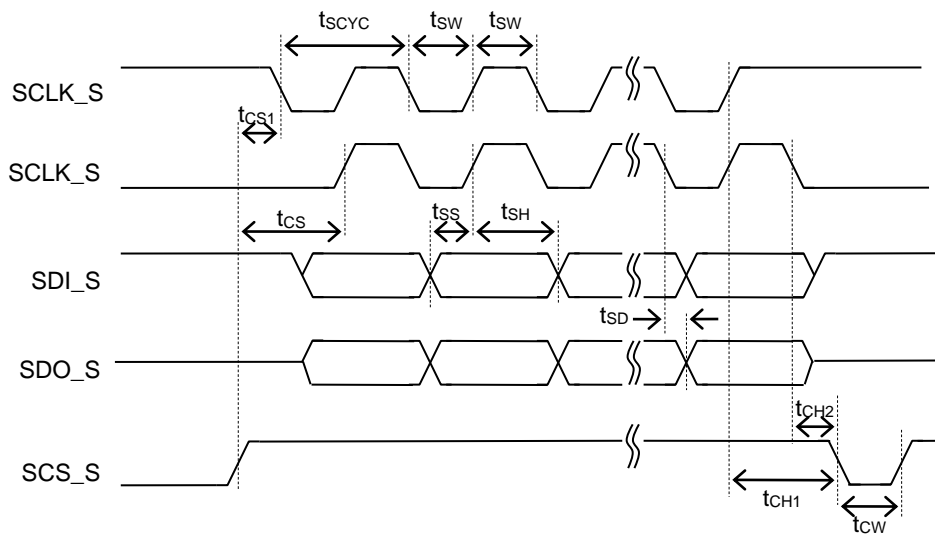 tSCYC tSW tSW
SCLK_S
tCS1
SCLK_S
tCS tSS tSH
SDI_S
tSD
SDO_S
tCH2
SCS_S
tCH1 tCW